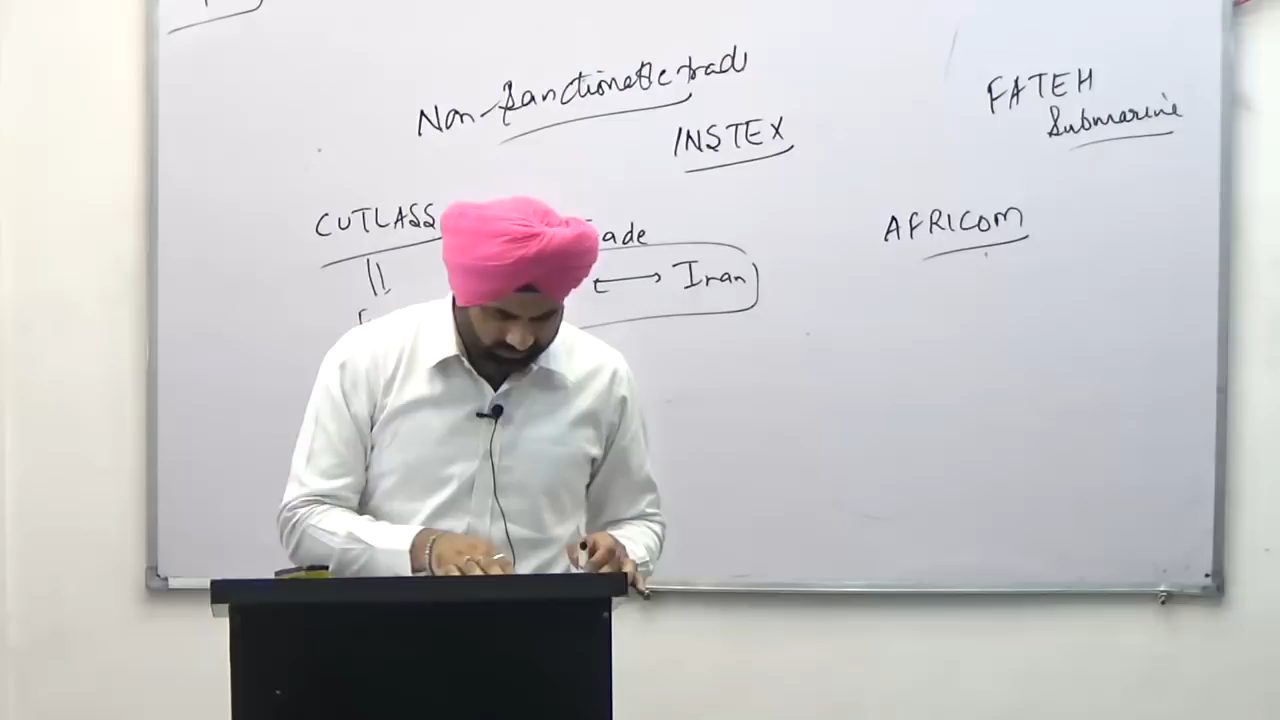 Non-Sanctionable trade
INSTEX
FATEH
Submarine
CUTLASS
ade
Iran
AFRICOM